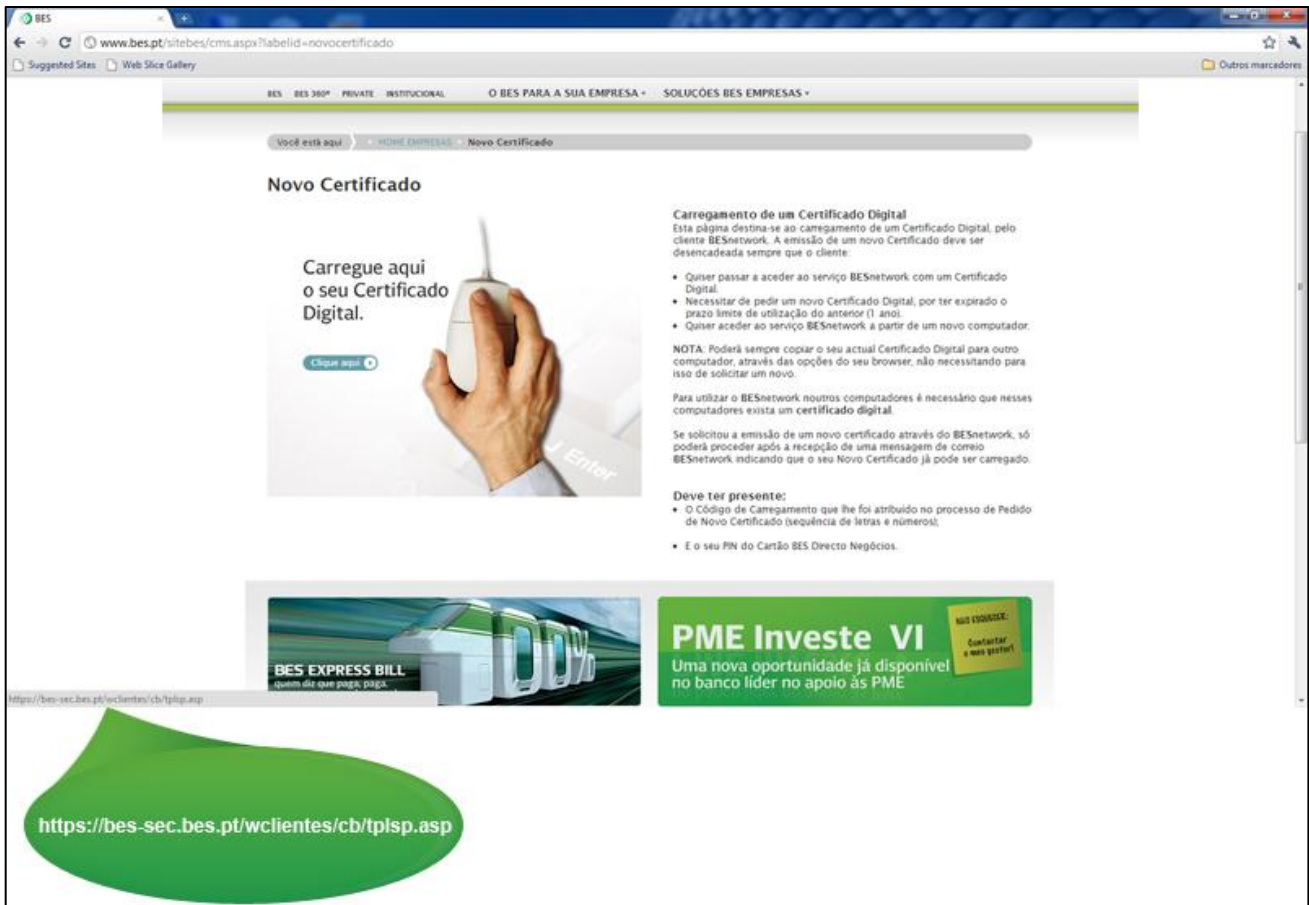 BES
www.bes.pt/sitebes/cms.aspx?labelid=novocertificado
Suggested Sites Web Slice Gallery Outros marcadores
BES BES 360º PRIVATE INSTITUCIONAL O BES PARA A SUA EMPRESA SOLUÇÕES BES EMPRESAS
Você está aqui HOME EMPRESAS Novo Certificado
Novo Certificado
Carregue aqui
o seu Certificado
Digital.
Clique aqui
Enter
Carregamento de um Certificado Digital
Esta página destina-se ao carregamento de um Certificado Digital, pelo
cliente BESnetwork. A emissão de um novo Certificado deve ser
desencadeada sempre que o cliente:
• Quiser passar a aceder ao serviço BESnetwork com um Certificado
Digital.
• Necessitar de pedir um novo Certificado Digital, por ter expirado o
prazo limite de utilização do anterior (1 ano).
• Quiser aceder ao serviço BESnetwork a partir de um novo computador.
NOTA: Poderá sempre copiar o seu actual Certificado Digital para outro
computador, através das opções do seu browser, não necessitando para
isso de solicitar um novo.
Para utilizar o BESnetwork noutros computadores é necessário que nesses
computadores exista um certificado digital.
Se solicitou a emissão de um novo certificado através do BESnetwork, só
poderá proceder após a recepção de uma mensagem de correio
BESnetwork indicando que o seu Novo Certificado já pode ser carregado.
Deve ter presente:
• O Código de Carregamento que lhe foi atribuído no processo de Pedido
de Novo Certificado (sequência de letras e números);
• E o seu PIN do Cartão BES Directo Negócios.
BES EXPRESS BILL
quem diz que paga, paga.
100%
PME Investe VI
Uma nova oportunidade já disponível
no banco líder no apoio às PME
NÃO ESQUECER:
Contactar
o meu gestor!
https://bes-sec.bes.pt/wclientes/cb/tplsp.asp
https://bes-sec.bes.pt/wclientes/cb/tplsp.asp